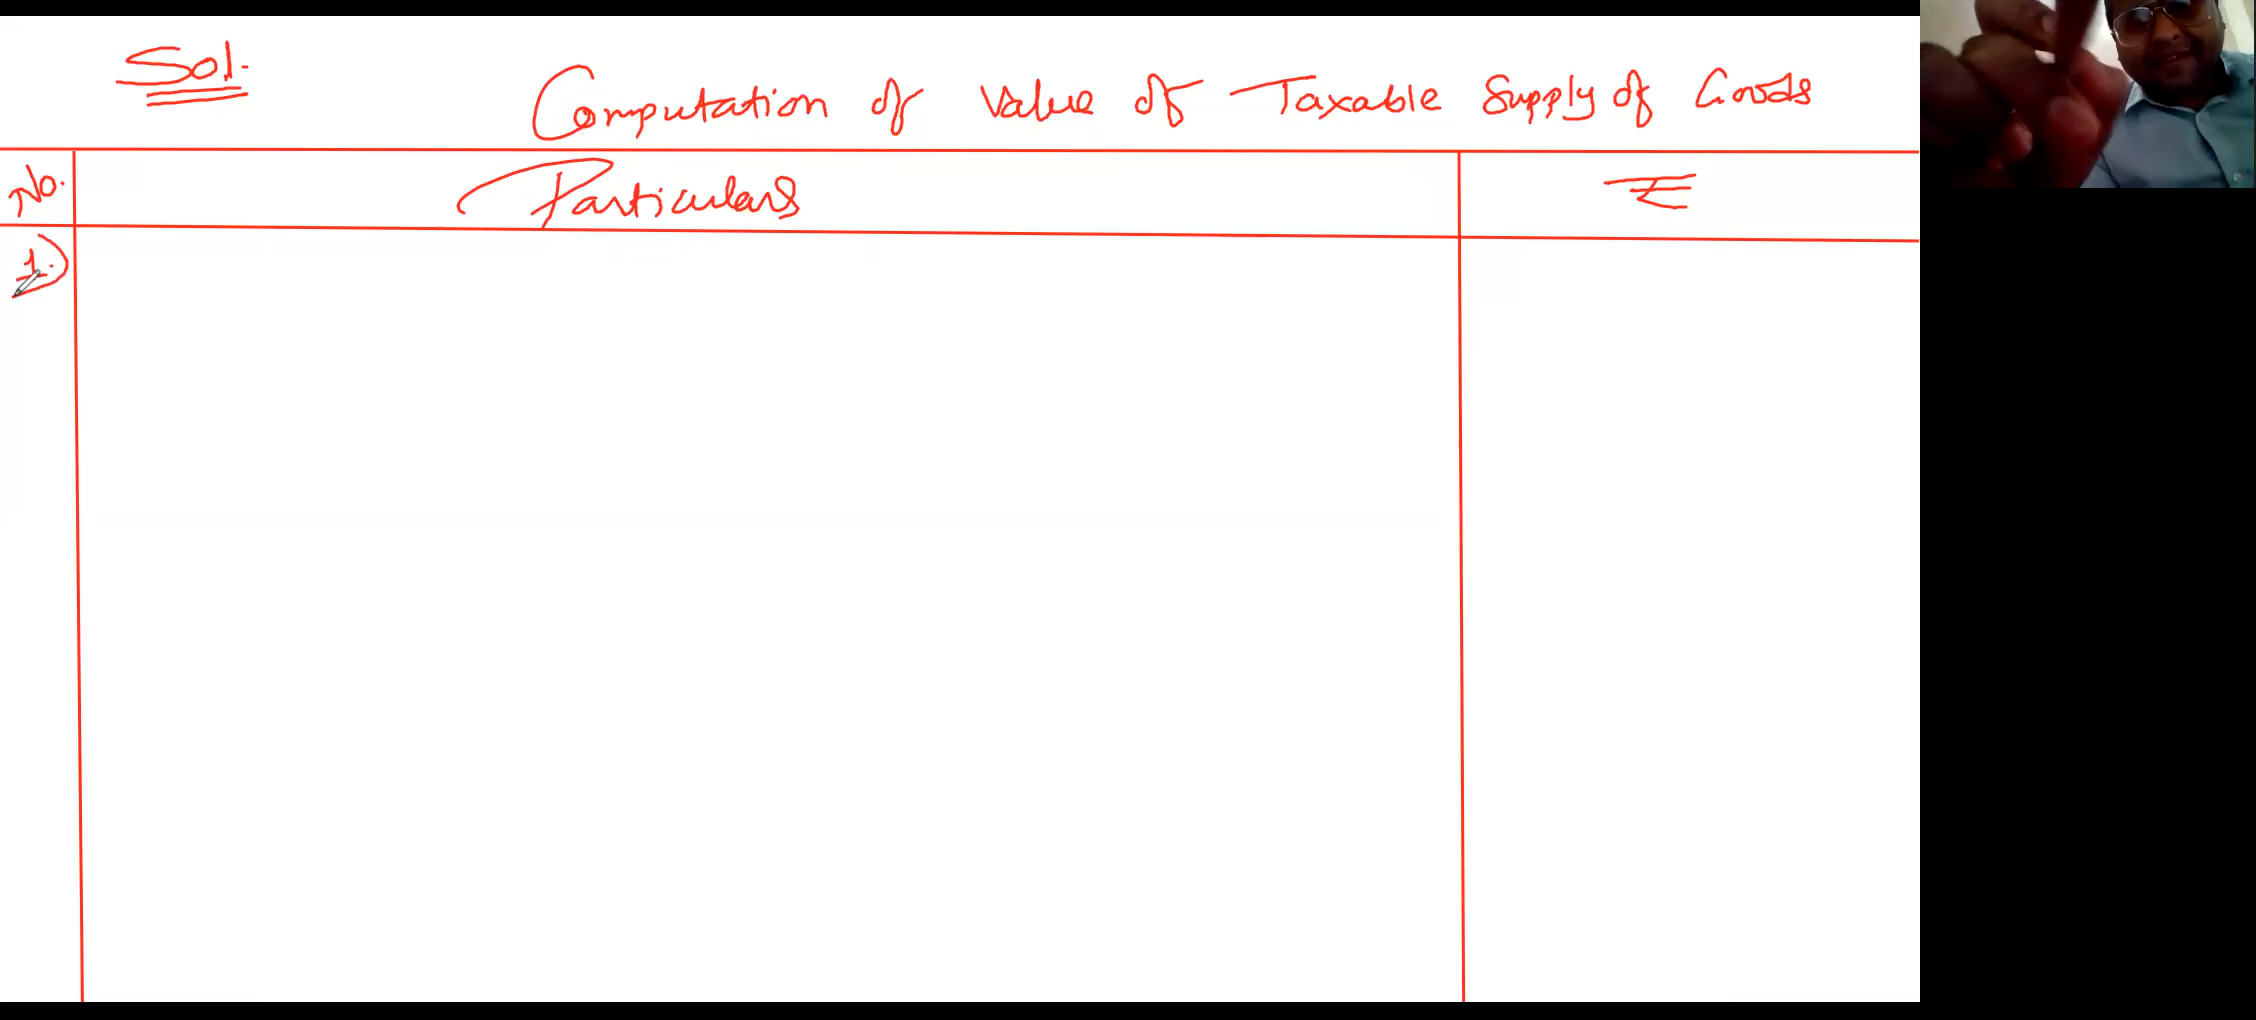 Sol.
Computation of Value of Taxable Supply of Goods
No. Particulars ₹
1.)